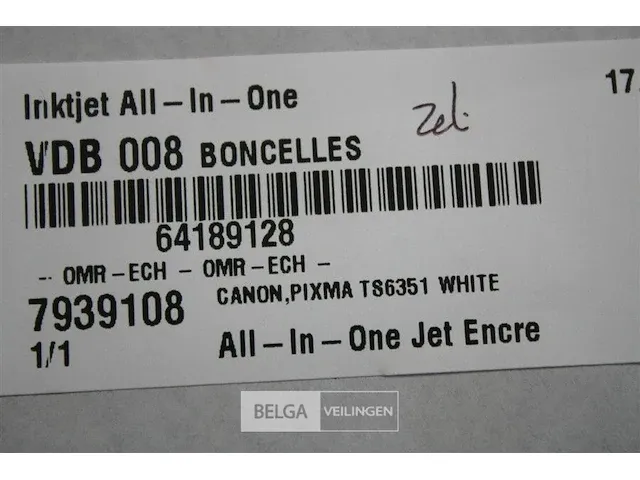 Inktjet All-In-One
17.
VDB 008 BONCELLES
64189128
-- OMR-ECH - OMR-ECH -
7939108 CANON,PIXMA TS6351 WHITE
1/1 All-In-One Jet Encre
BELGA VEILINGEN